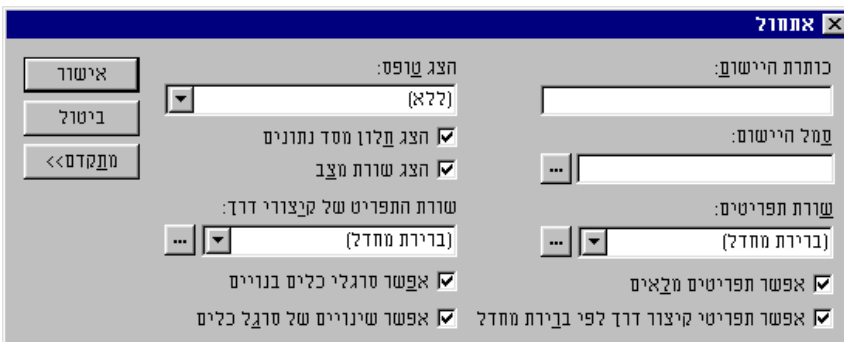 אתחול
כותרת היישום:
סמל היישום:
...
שורת תפריטים:
(ברירת מחדל)
...
אפשר תפריטים מלאים
אפשר תפריטי קיצור דרך לפי ברירת מחדל
הצג טופס:
(ללא)
הצג חלון מסד נתונים
הצג שורת מצב
שורת התפריט של קיצורי דרך:
(ברירת מחדל)
...
אפשר סרגלי כלים בנויים
אפשר שינויים של סרגל כלים
אישור
ביטול
מתקדם>>